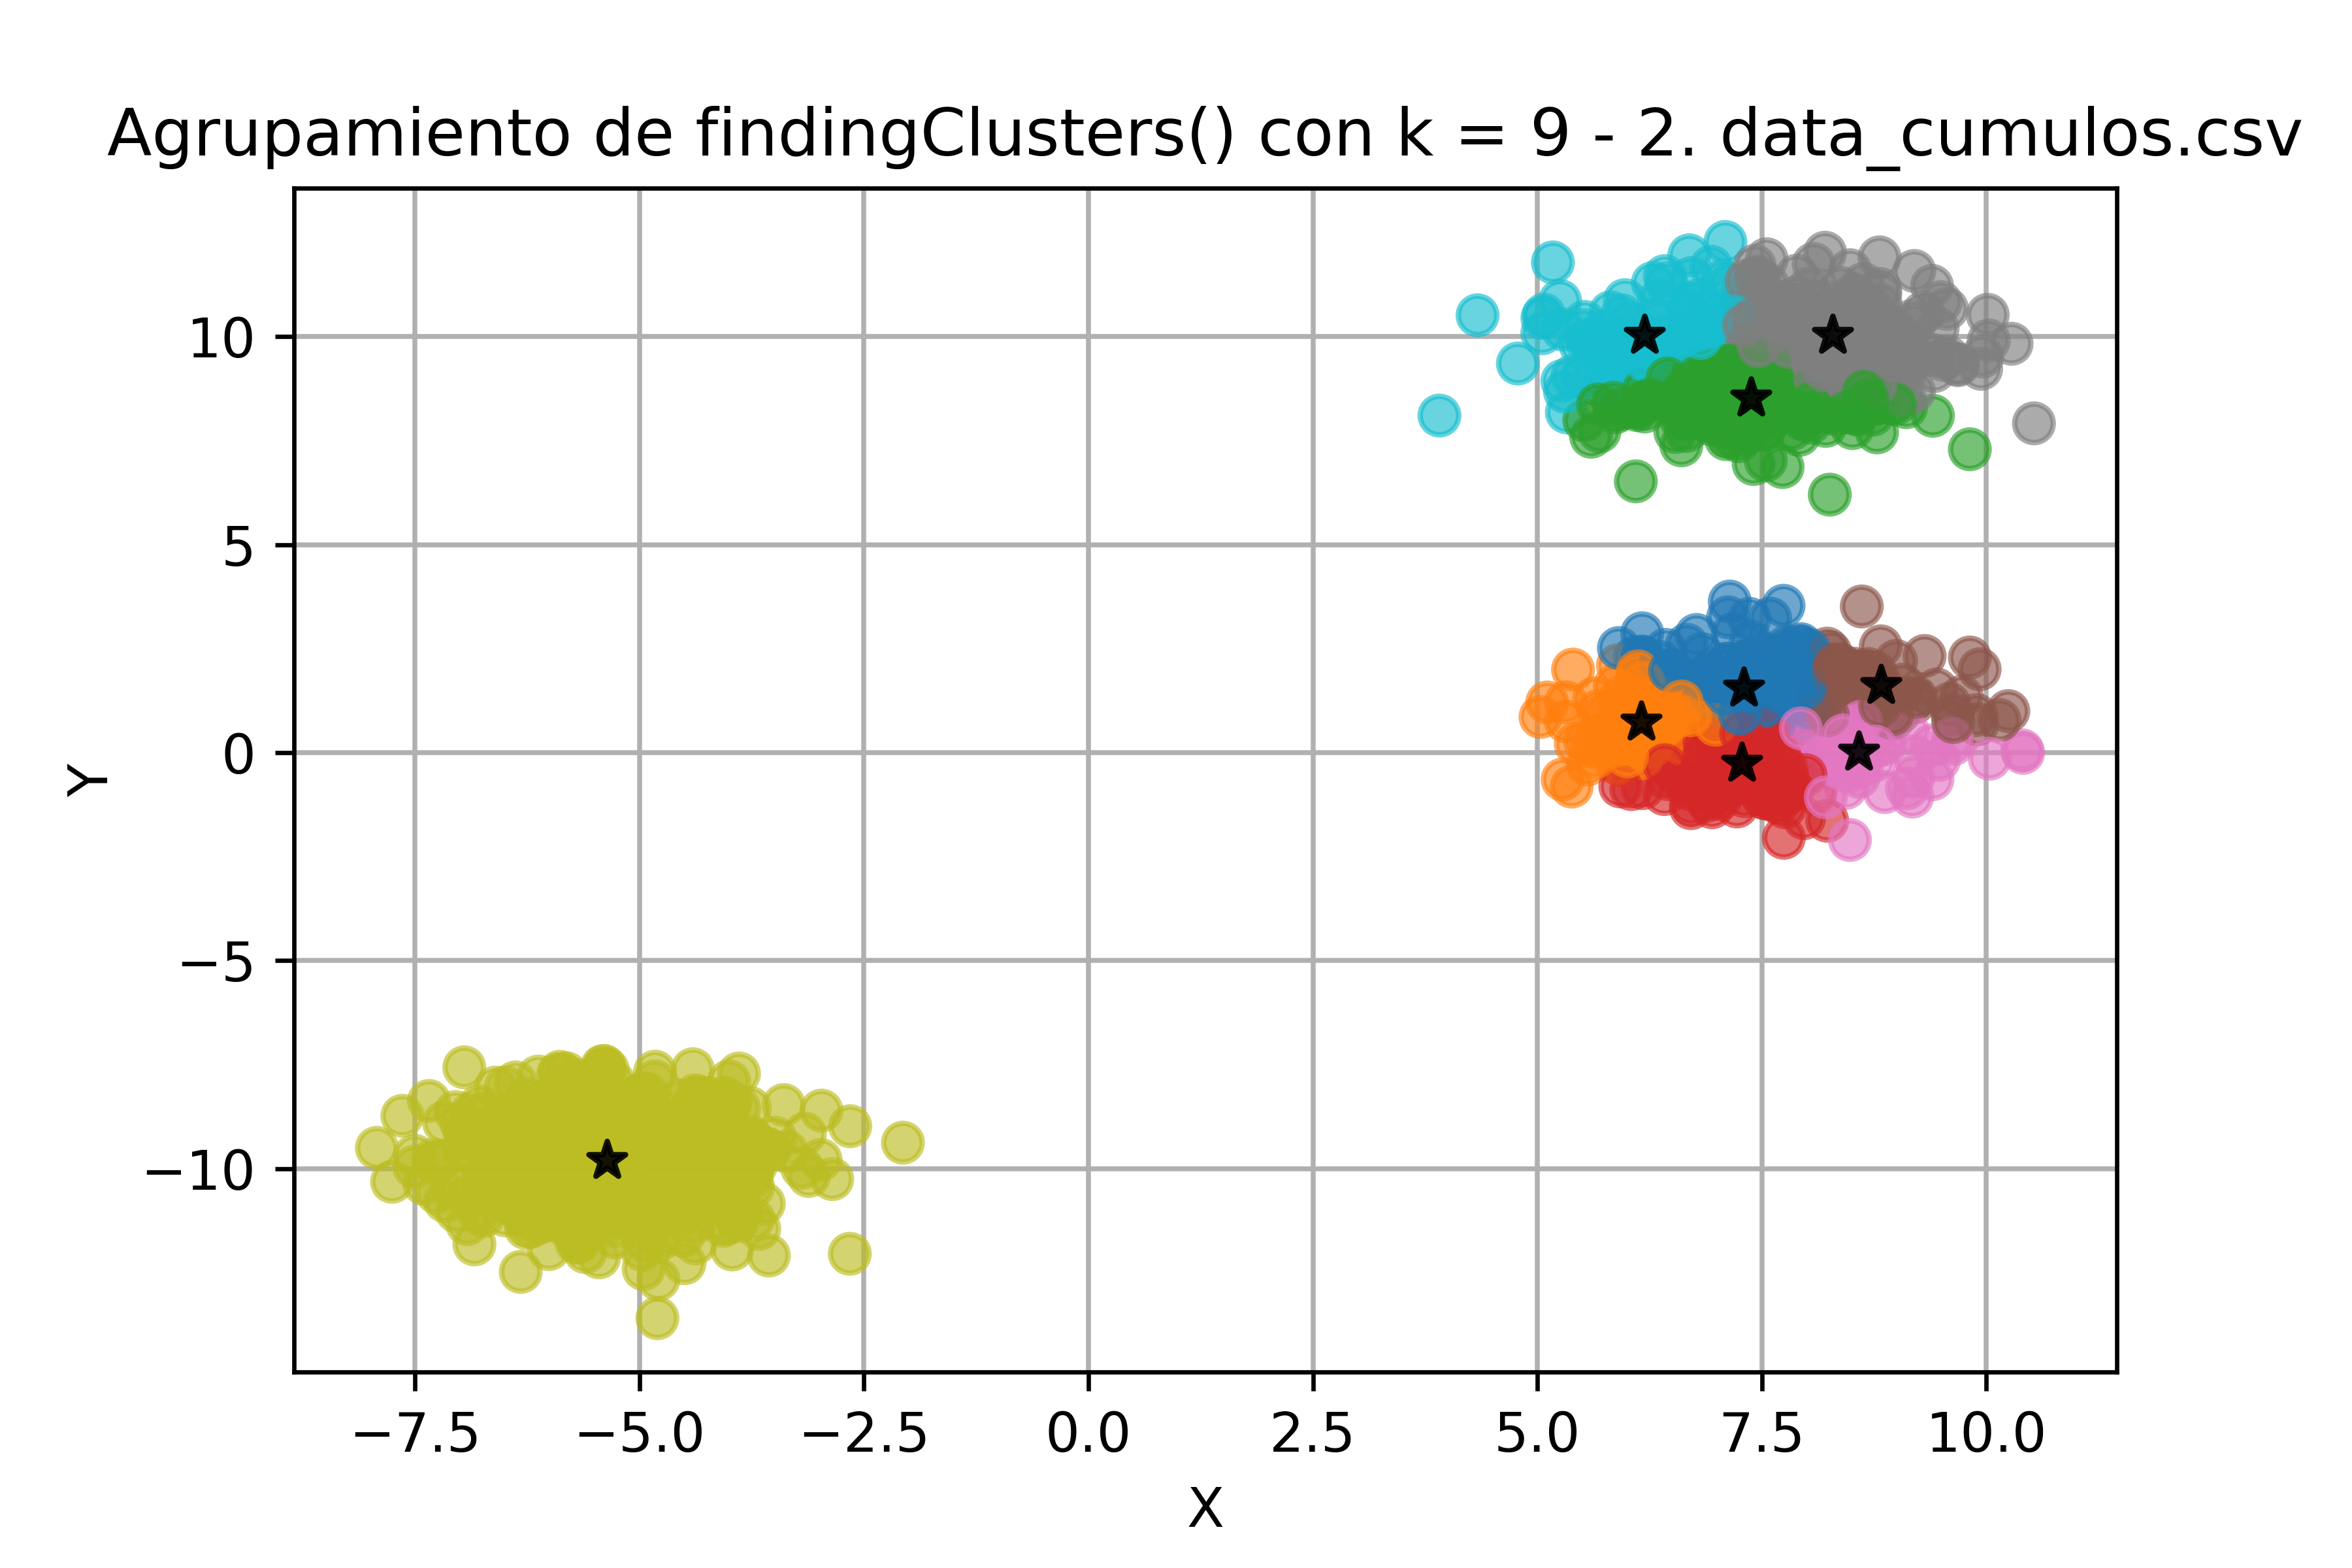 Agrupamiento de findingClusters() con k = 9 - 2. data_cumulos.csv
10
5
0
−5
−10
Y
−7.5 −5.0 −2.5 0.0 2.5 5.0 7.5 10.0
X